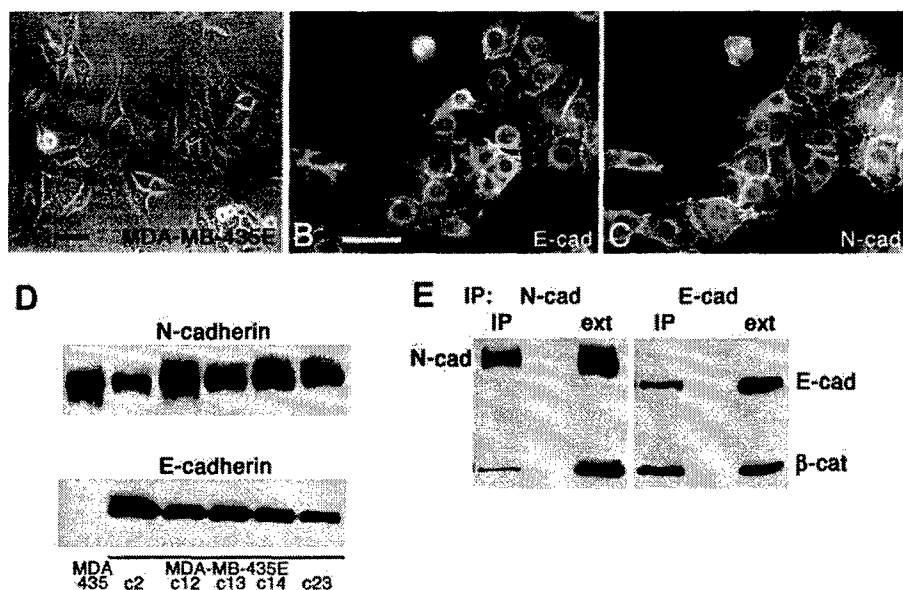 MDA-MB-435E
B
E-cad
C
N-cad
D
N-cadherin
E-cadherin
MDA
435
MDA-MB-435E
c2 c12 c13 c14 c23
E
IP: N-cad E-cad
IP ext IP ext
N-cad
E-cad
β-cat